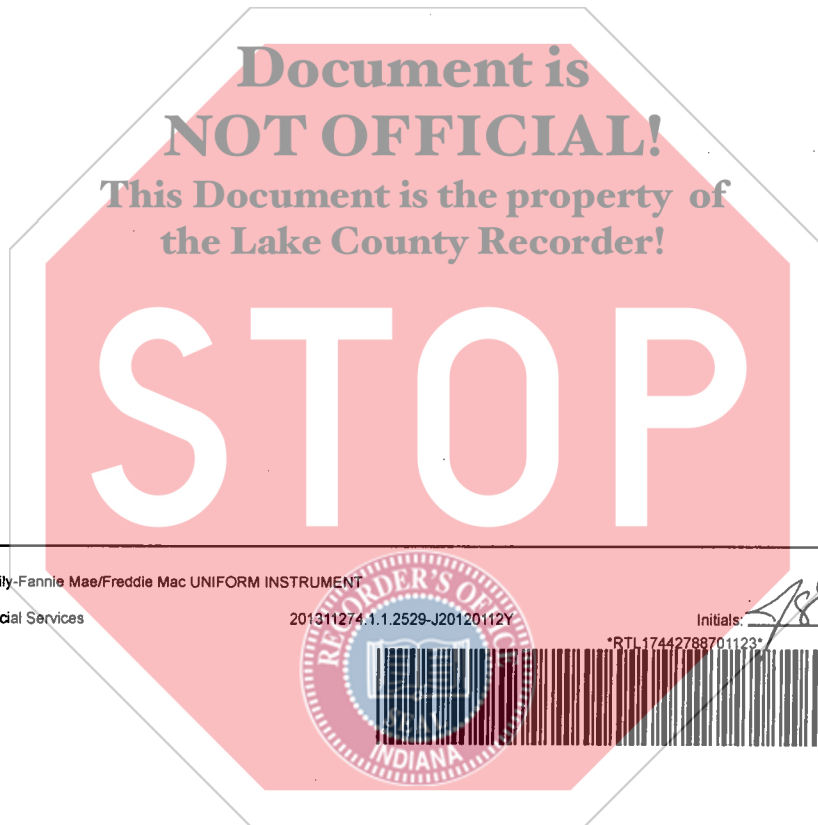 Document is
NOT OFFICIAL!
This Document is the property of
the Lake County Recorder!
STOP
ily-Fannie Mae/Freddie Mac UNIFORM INSTRUMENT
cial Services 201311274.1.1.2529-J20120112Y Initials:
*RTL17442788701123*
RECORDER'S OFFICE
SEAL
INDIANA